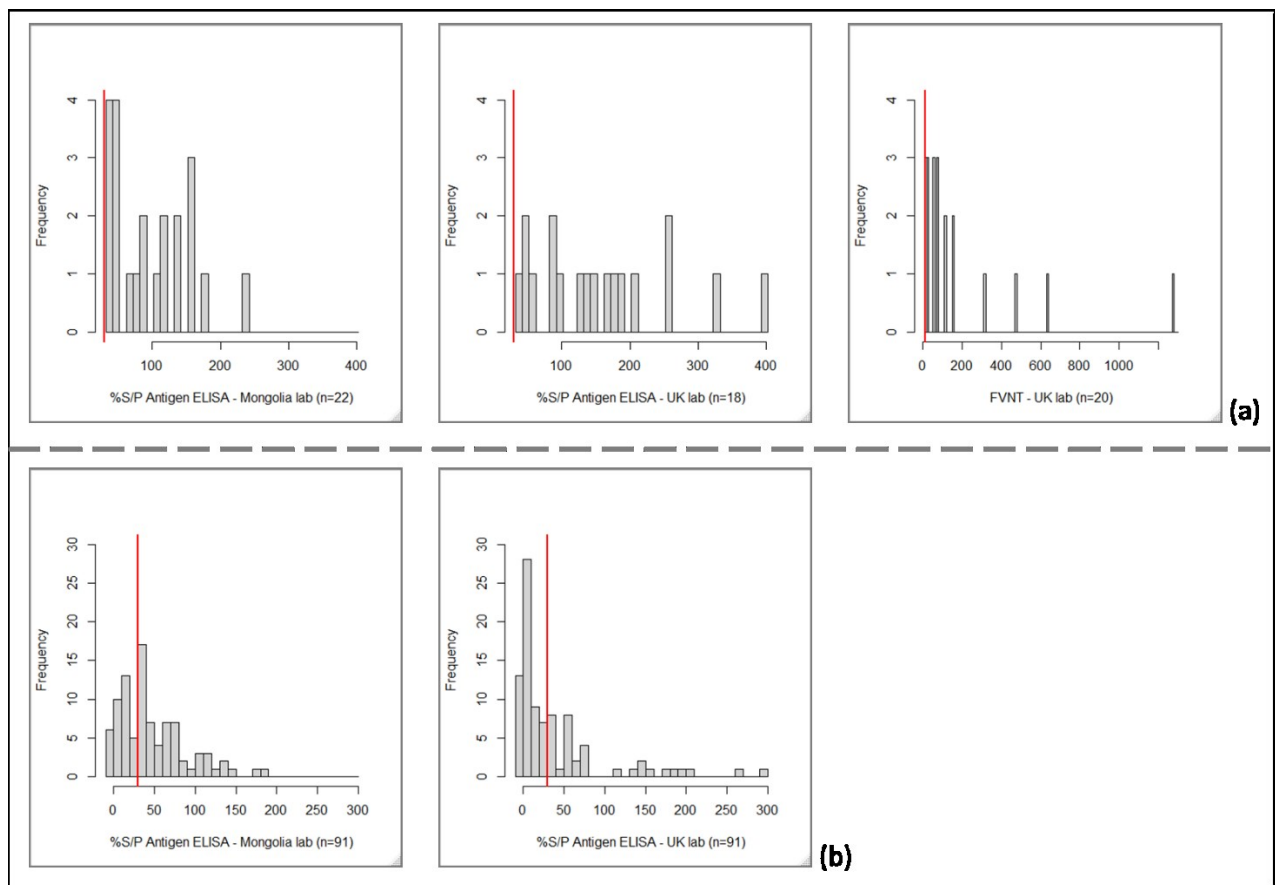 Frequency
0 1 2 3 4
100 200 300 400
%S/P Antigen ELISA - Mongolia lab (n=22)
Frequency
0 1 2 3 4
100 200 300 400
%S/P Antigen ELISA - UK lab (n=18)
Frequency
0 1 2 3 4
0 200 400 600 800 1000
FVNT - UK lab (n=20)
(a)
Frequency
0 5 10 15 20 25 30
0 50 100 150 200 250 300
%S/P Antigen ELISA - Mongolia lab (n=91)
Frequency
0 5 10 15 20 25 30
0 50 100 150 200 250 300
%S/P Antigen ELISA - UK lab (n=91)
(b)